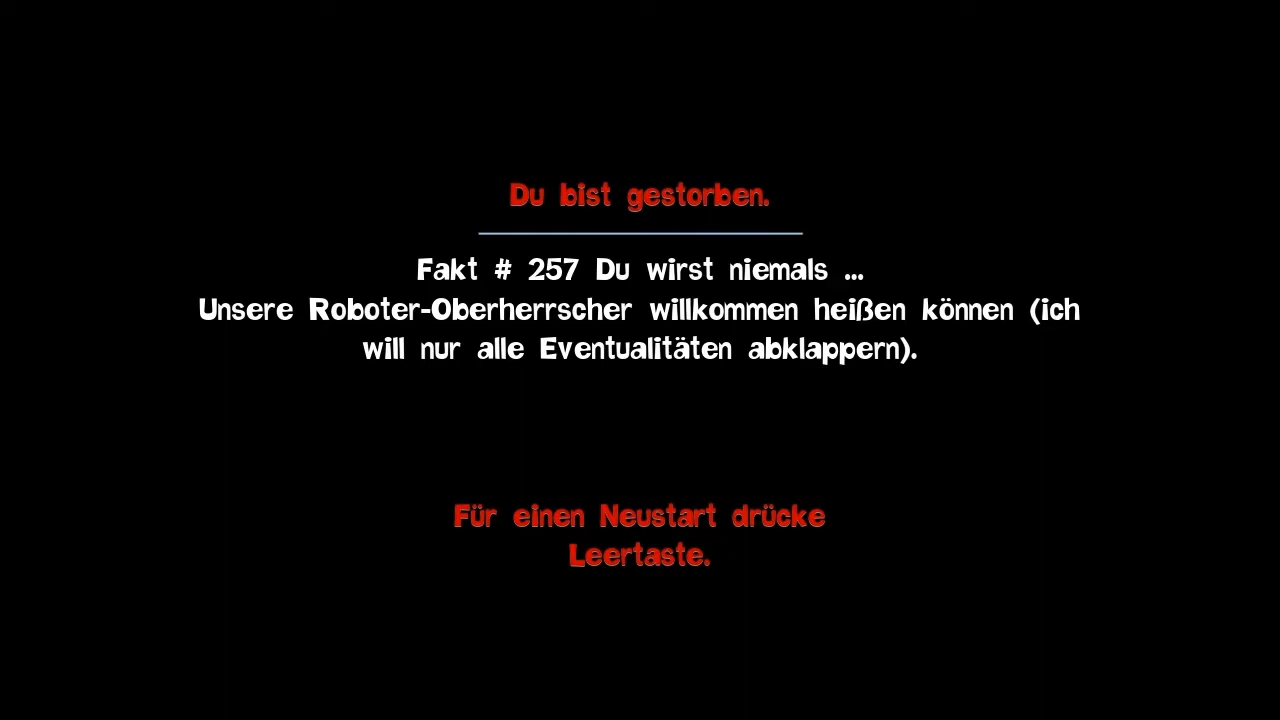 Du bist gestorben.
Fakt # 257 Du wirst niemals ...
Unsere Roboter-Oberherrscher willkommen heißen können (ich
will nur alle Eventualitäten abklappern).
Für einen Neustart drücke
Leertaste.